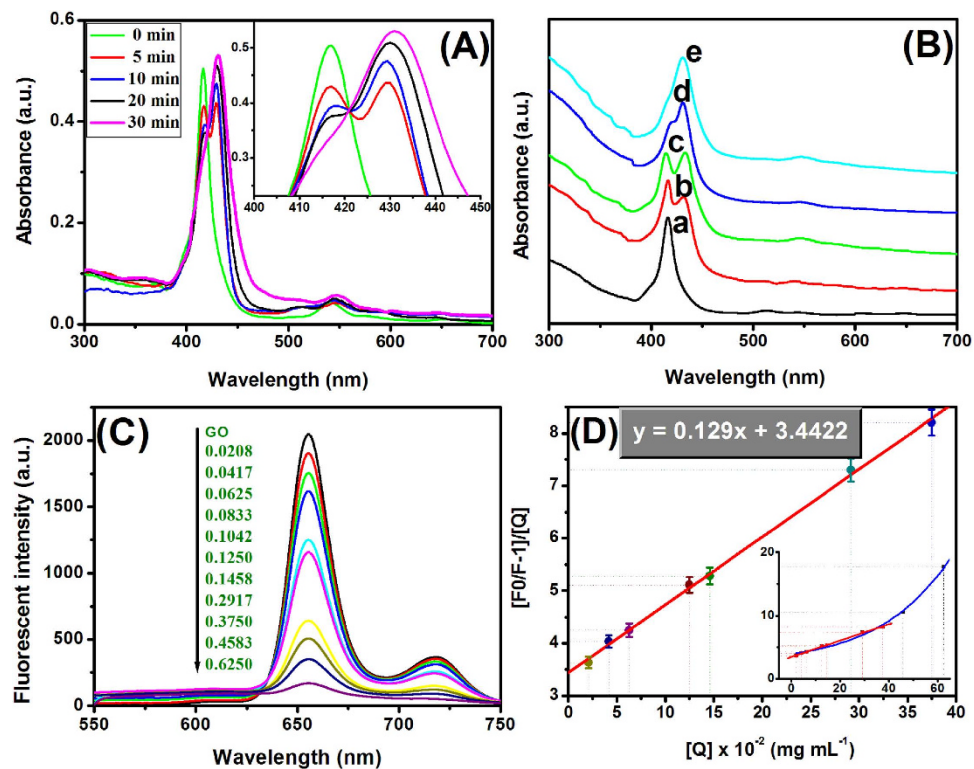 (A)
0 min
5 min
10 min
20 min
30 min
0.6
0.4
0.2
0.0
Absorbance (a.u.)
0.5
0.4
0.3
400 410 420 430 440 450
300 400 500 600 700
Wavelength (nm)
(B)
e
d
c
b
a
Absorbance (a.u.)
300 400 500 600 700
Wavelength (nm)
(C)
GO
0.0208
0.0417
0.0625
0.0833
0.1042
0.1250
0.1458
0.2917
0.3750
0.4583
0.6250
2000
1500
1000
500
0
Fluorescent intensity (a.u.)
550 600 650 700 750
Wavelength (nm)
(D)
y = 0.129x + 3.4422
8
7
6
5
4
3
[F0/F-1]/[Q]
20
10
0
0 20 40 60
0 5 10 15 20 25 30 35 40
[Q] x 10⁻² (mg mL⁻¹)